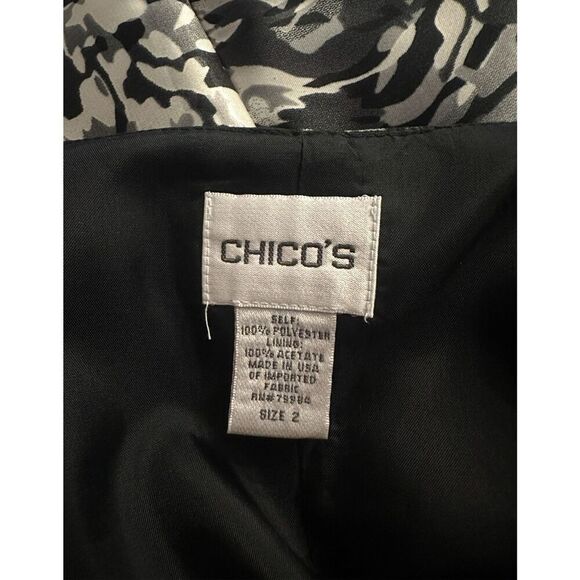 CHICO'S
SELF:
100% POLYESTER
LINING:
100% ACETATE
MADE IN USA
OF IMPORTED
FABRIC
RN# 79984
SIZE 2